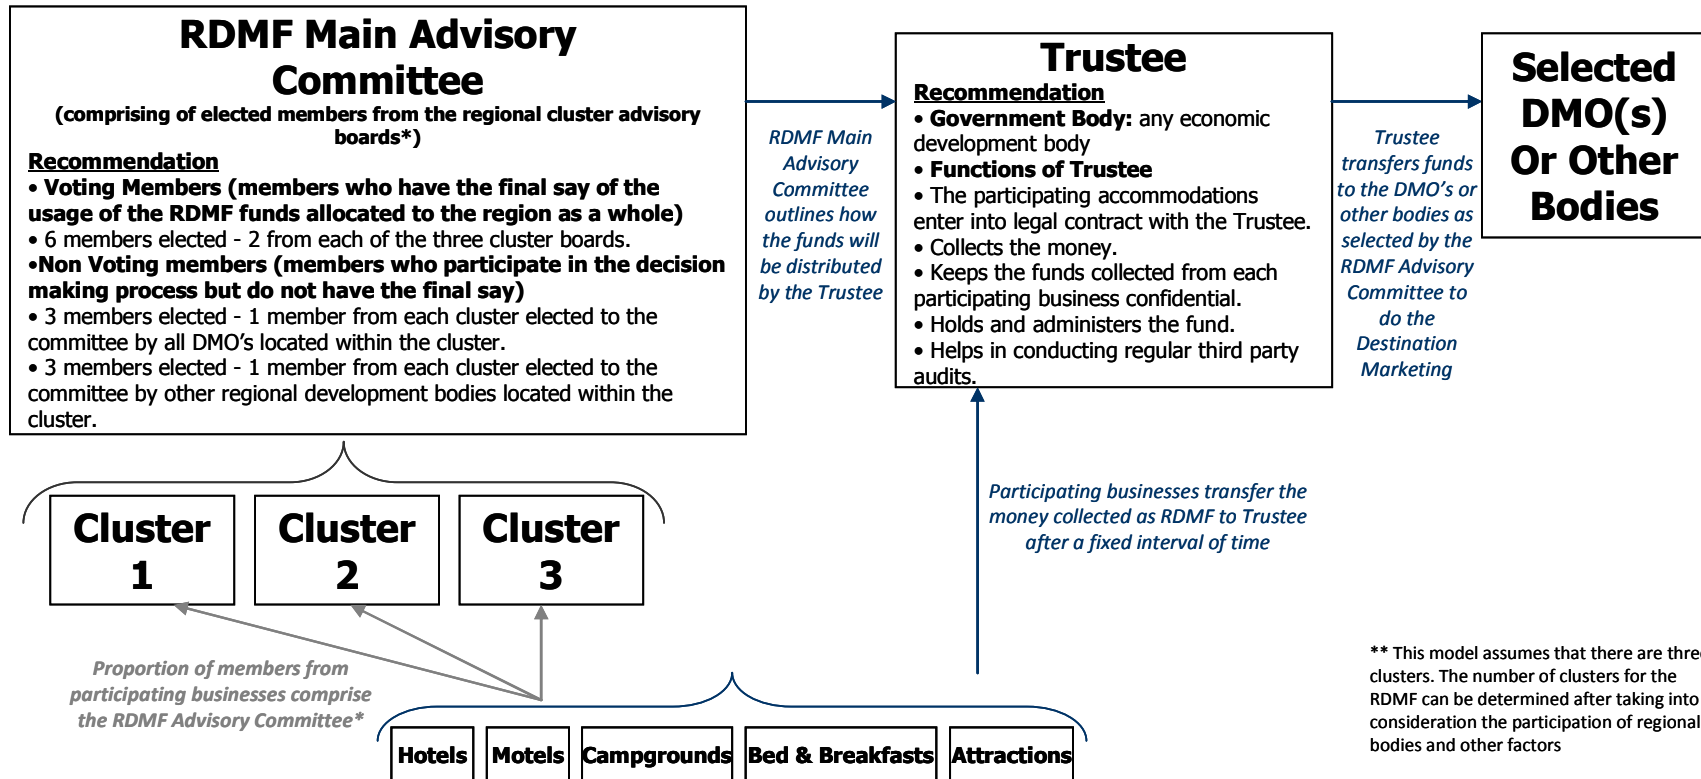 RDMF Main Advisory
Committee
(comprising of elected members from the regional cluster advisory
boards*)
Recommendation
• Voting Members (members who have the final say of the
usage of the RDMF funds allocated to the region as a whole)
• 6 members elected - 2 from each of the three cluster boards.
•Non Voting members (members who participate in the decision
making process but do not have the final say)
• 3 members elected - 1 member from each cluster elected to the
committee by all DMO's located within the cluster.
• 3 members elected - 1 member from each cluster elected to the
committee by other regional development bodies located within the
cluster.
RDMF Main
Advisory
Committee
outlines how
the funds will
be distributed
by the Trustee
Trustee
Recommendation
• Government Body: any economic
development body
• Functions of Trustee
• The participating accommodations
enter into legal contract with the Trustee.
• Collects the money.
• Keeps the funds collected from each
participating business confidential.
• Holds and administers the fund.
• Helps in conducting regular third party
audits.
Trustee
transfers funds
to the DMO's or
other bodies as
selected by the
RDMF Advisory
Committee to
do the
Destination
Marketing
Selected
DMO(s)
Or Other
Bodies
Cluster
1
Cluster
2
Cluster
3
Participating businesses transfer the
money collected as RDMF to Trustee
after a fixed interval of time
Proportion of members from
participating businesses comprise
the RDMF Advisory Committee*
Hotels
Motels
Campgrounds
Bed & Breakfasts
Attractions
** This model assumes that there are three
clusters. The number of clusters for the
RDMF can be determined after taking into
consideration the participation of regional
bodies and other factors